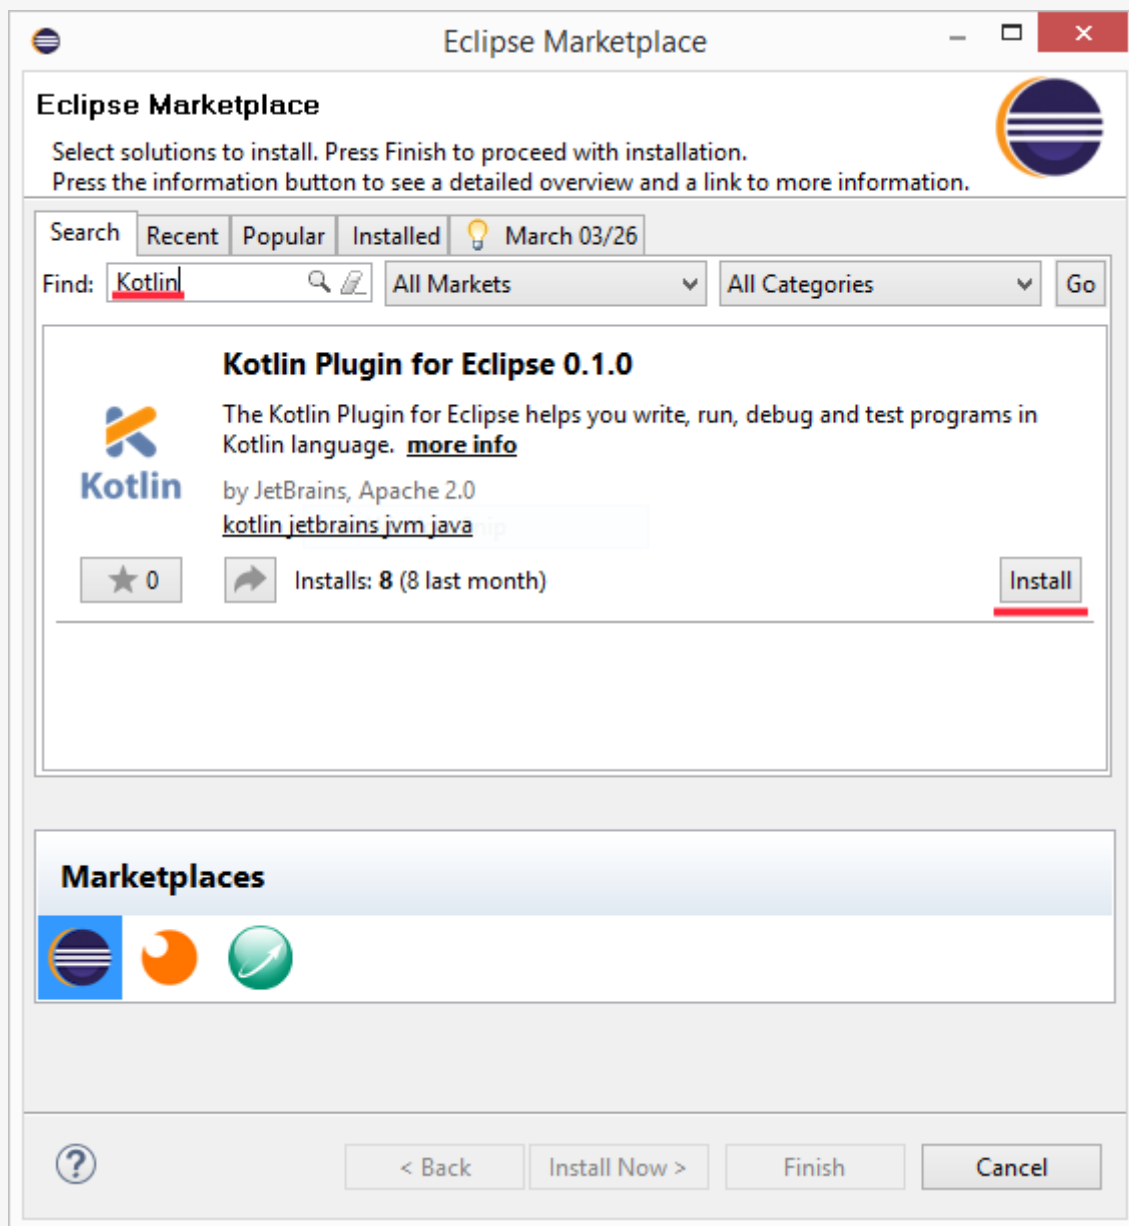 Eclipse Marketplace
Eclipse Marketplace
Select solutions to install. Press Finish to proceed with installation.
Press the information button to see a detailed overview and a link to more information.
Search Recent Popular Installed March 03/26
Find: Kotlin All Markets All Categories Go
Kotlin Plugin for Eclipse 0.1.0
The Kotlin Plugin for Eclipse helps you write, run, debug and test programs in
Kotlin language. more info
Kotlin
by JetBrains, Apache 2.0
kotlin jetbrains jvm java
0 Installs: 8 (8 last month) Install
Marketplaces
? < Back Install Now > Finish Cancel